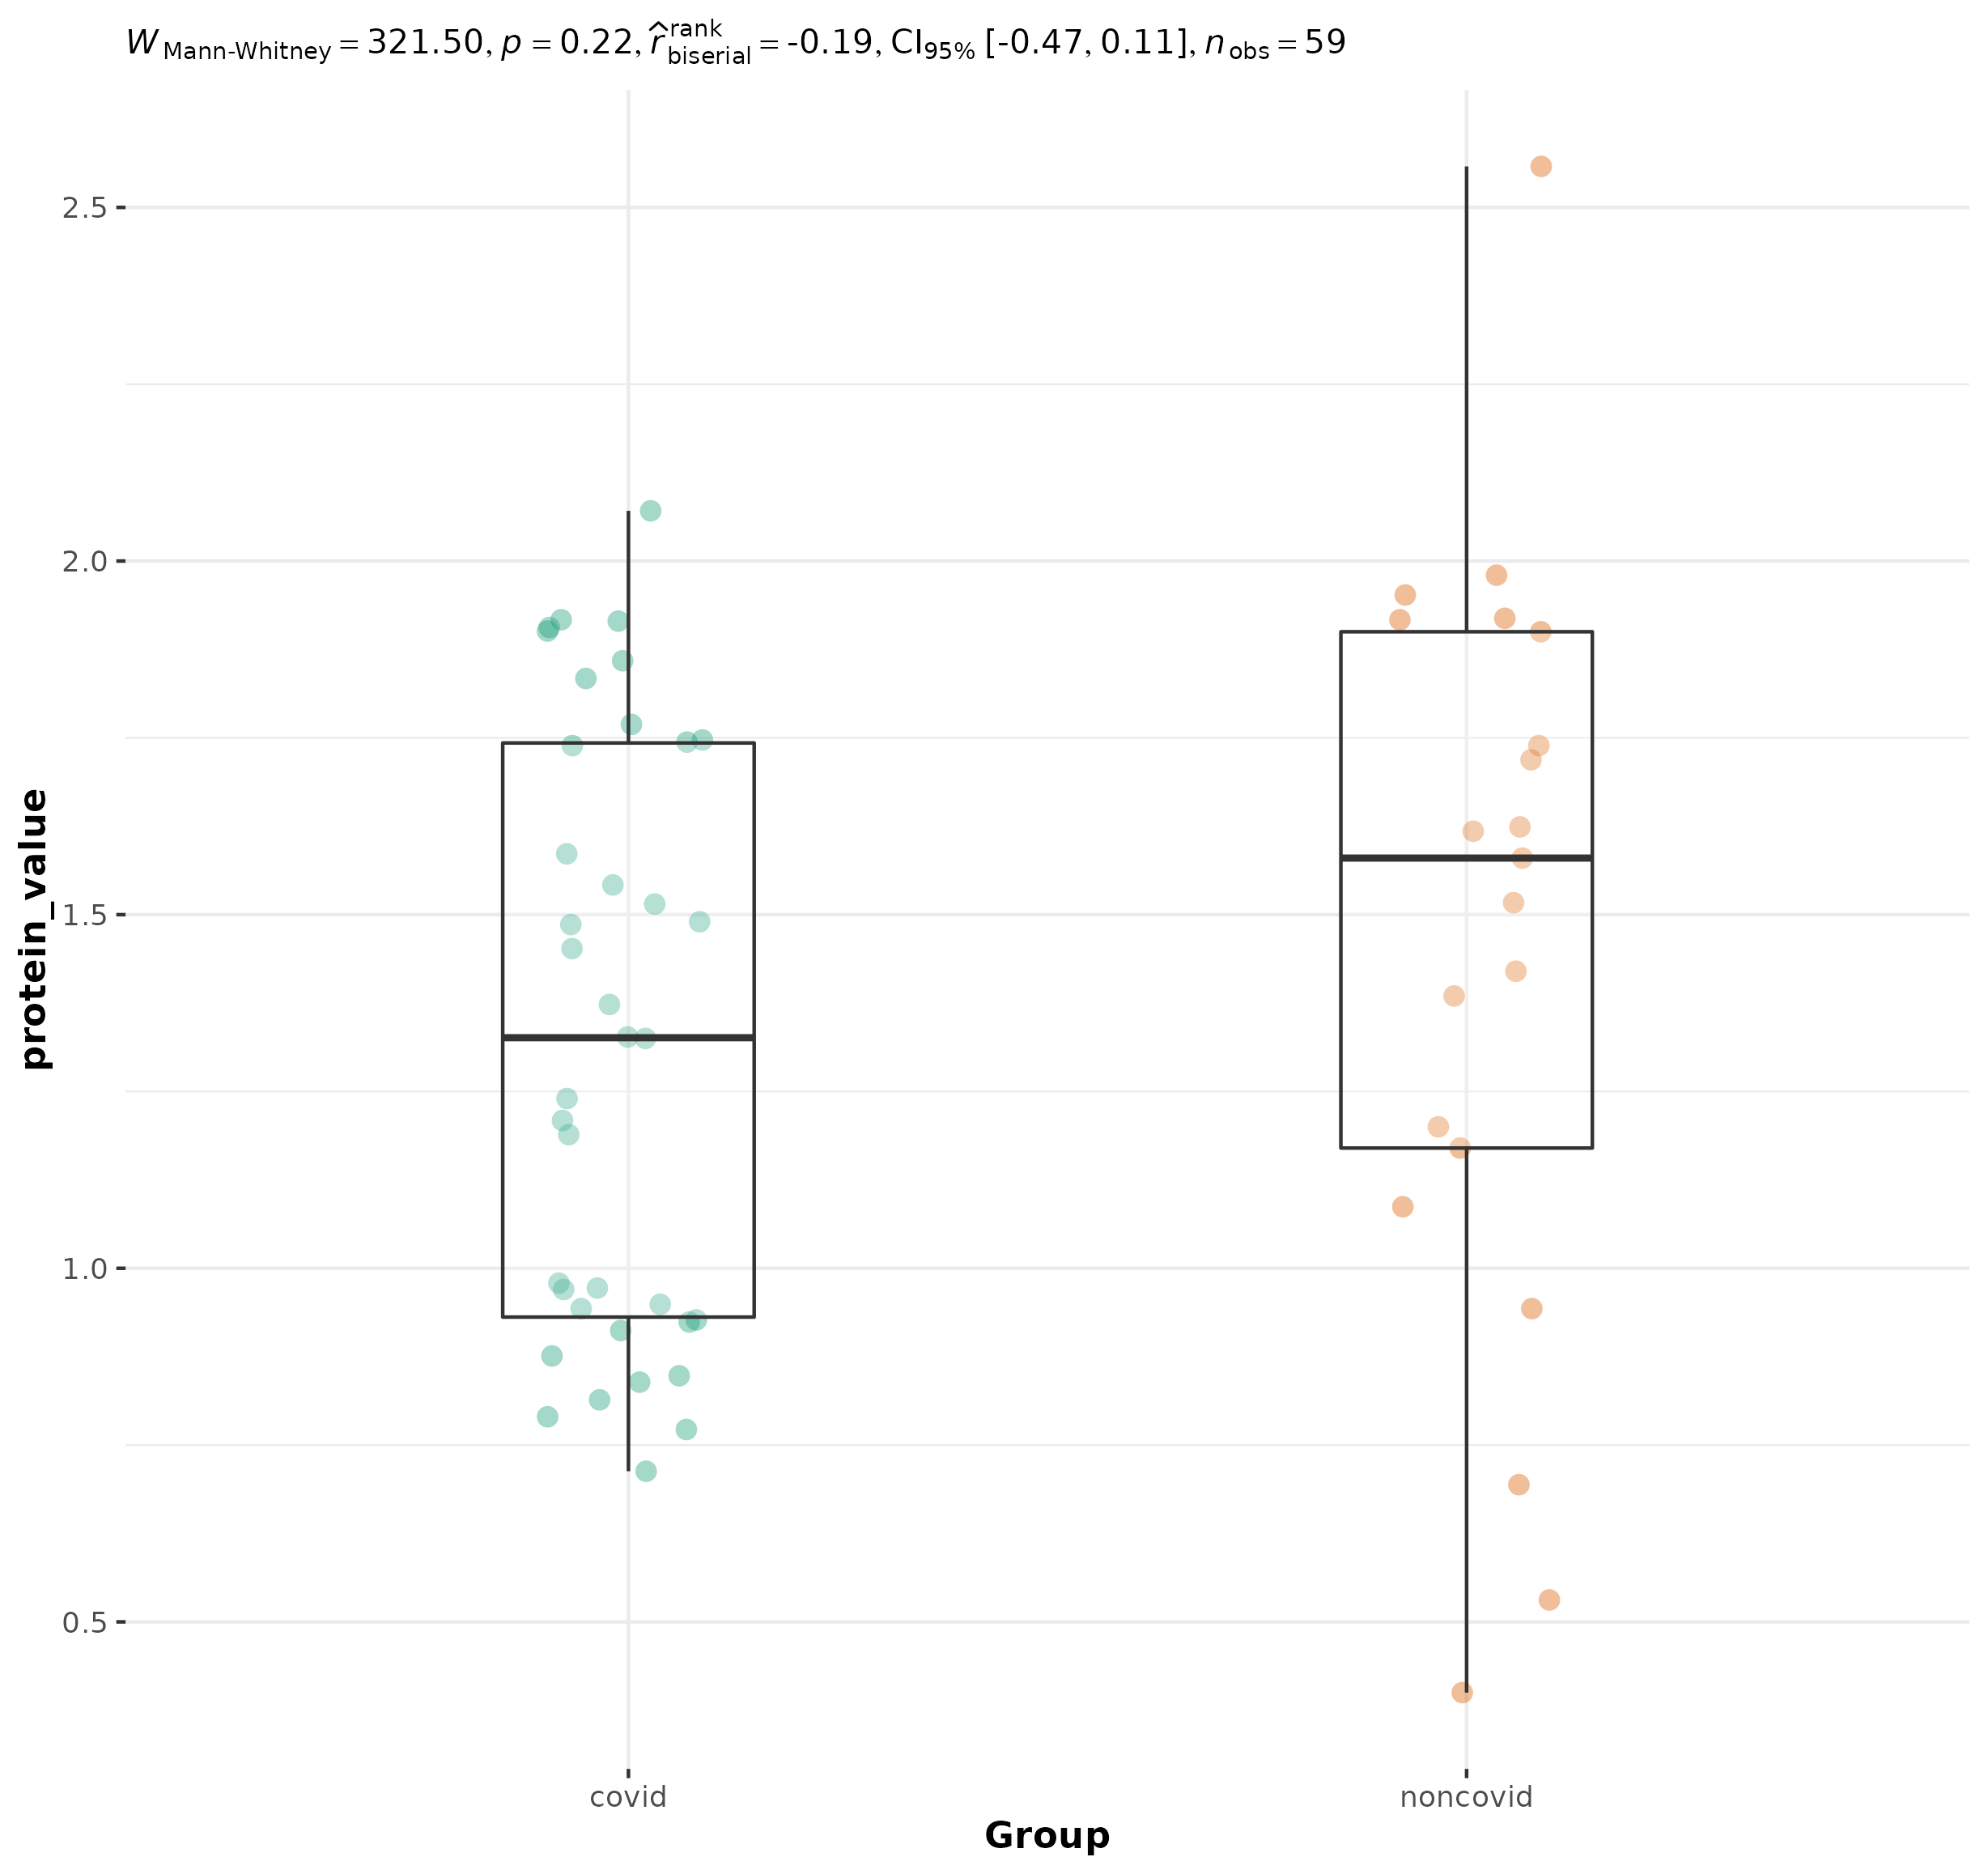 W Mann-Whitney = 321.50, p = 0.22, r̂ rank biserial = -0.19, CI95% [-0.47, 0.11], n obs = 59
2.5
2.0
1.5
1.0
0.5
protein_value
covid noncovid
Group